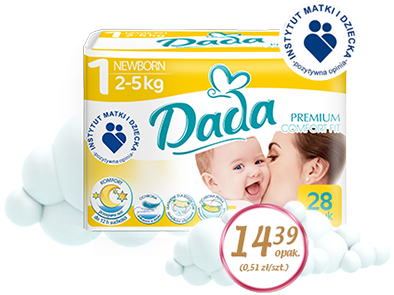 INSTYTUT MATKI I DZIECKA
-pozytywna opinia-
1
NEWBORN
2-5kg
Dada
PREMIUM
COMFORT FIT
INSTYTUT MATKI I DZIECKA
-pozytywna opinia-
KOMFORT
28
14 39
opak.
(0,51 zł/szt.)